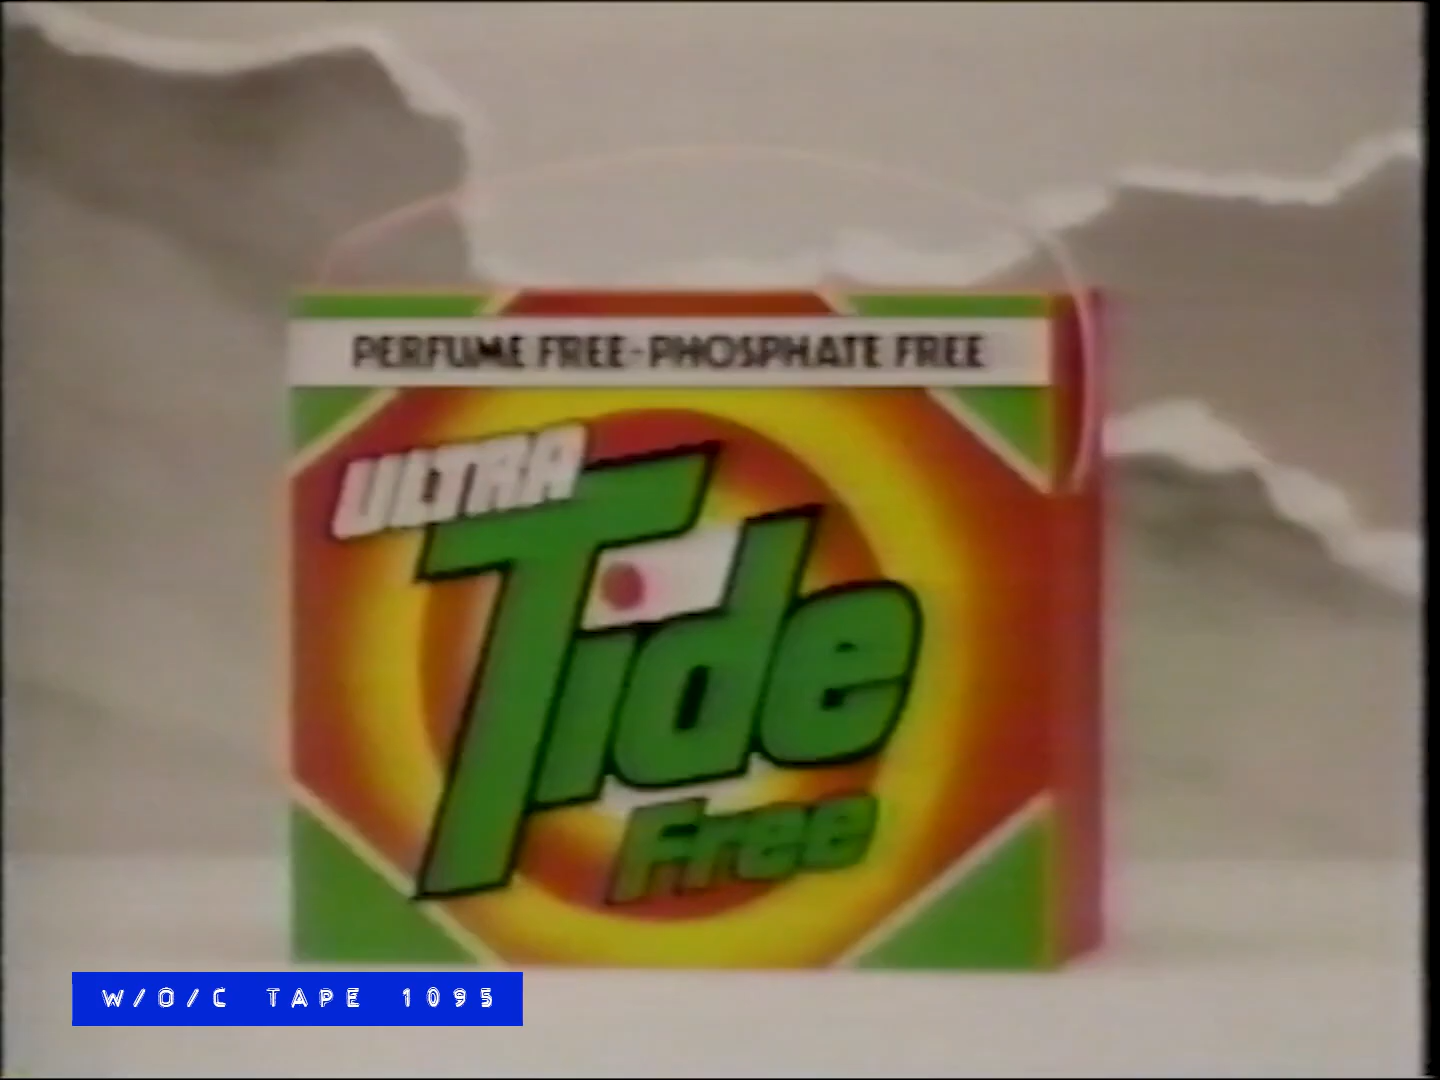 PERFUME FREE-PHOSPHATE FREE
ULTRA
Tide
Free
W/O/C TAPE 1095